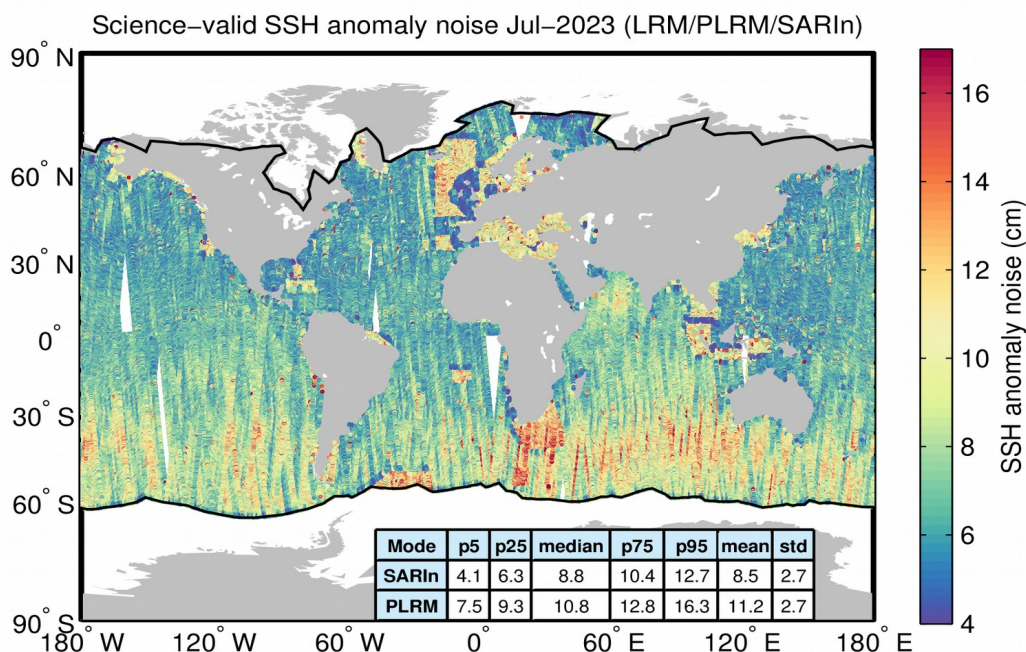 Science−valid SSH anomaly noise Jul−2023 (LRM/PLRM/SARIn)
90° N
60° N
30° N
0°
30° S
60° S
90° S
180° W
120° W
60° W
0°
60° E
120° E
180° E
16
14
12
10
8
6
4
SSH anomaly noise (cm)
Mode p5 p25 median p75 p95 mean std
SARIn 4.1 6.3 8.8 10.4 12.7 8.5 2.7
PLRM 7.5 9.3 10.8 12.8 16.3 11.2 2.7